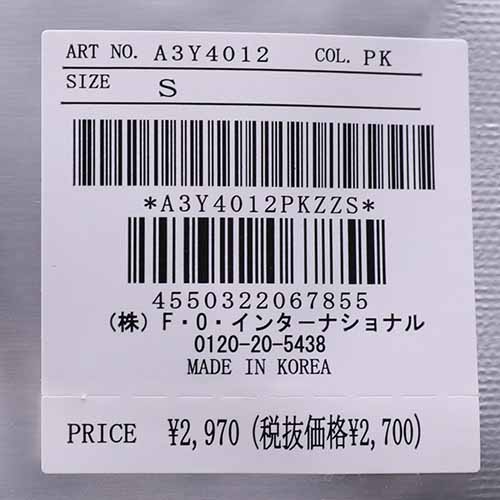 ART NO. A3Y4012 COL. PK
SIZE S
*A3Y4012PKZZS*
4550322067855
(株) F・O・インターナショナル
0120-20-5438
MADE IN KOREA
PRICE ¥2,970 (税抜価格¥2,700)